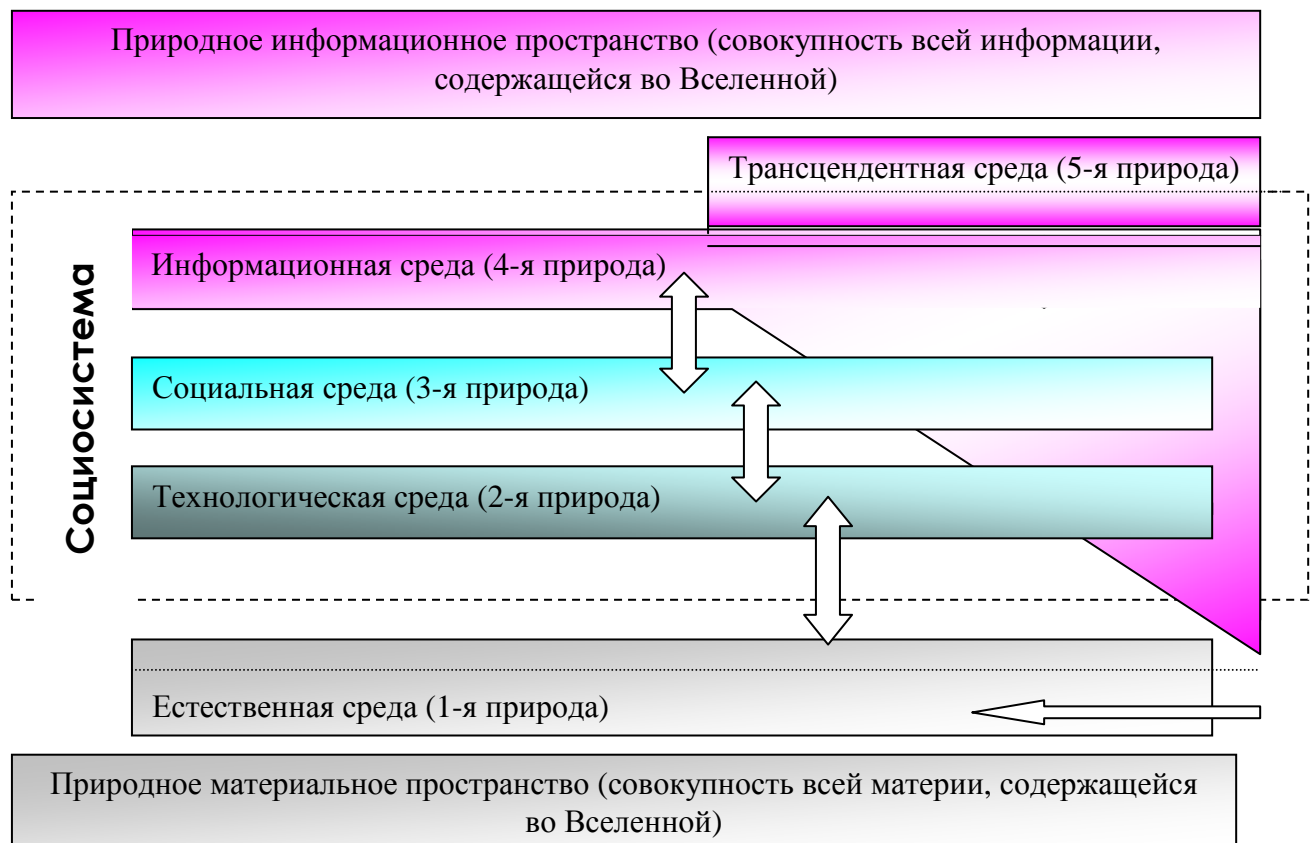 Природное информационное пространство (совокупность всей информации,
содержащейся во Вселенной)
Трансцендентная среда (5-я природа)
Информационная среда (4-я природа)
Социосистема
Социальная среда (3-я природа)
Технологическая среда (2-я природа)
Естественная среда (1-я природа)
Природное материальное пространство (совокупность всей материи, содержащейся
во Вселенной)